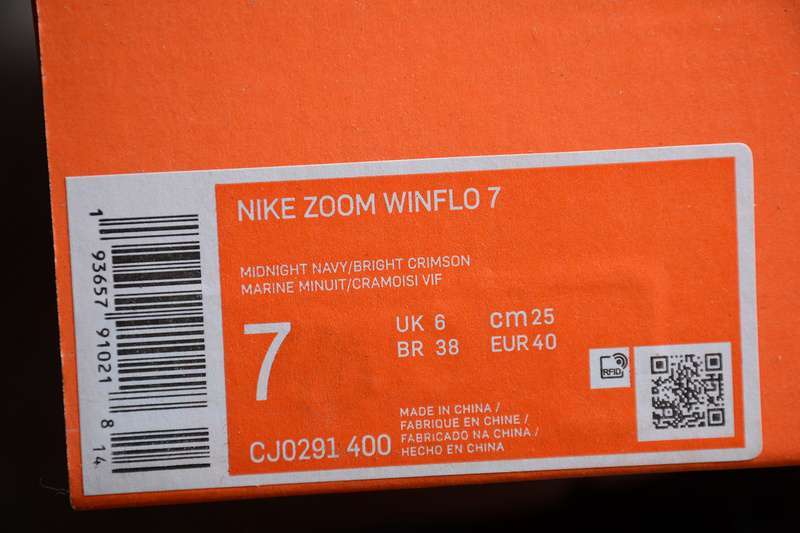 NIKE ZOOM WINFLO 7
MIDNIGHT NAVY/BRIGHT CRIMSON
MARINE MINUIT/CRAMOISI VIF
7
UK 6 cm 25
BR 38 EUR 40
RFID
CJ0291 400
MADE IN CHINA /
FABRIQUE EN CHINE /
FABRICADO NA CHINA /
HECHO EN CHINA
1 93657 91021 8 14